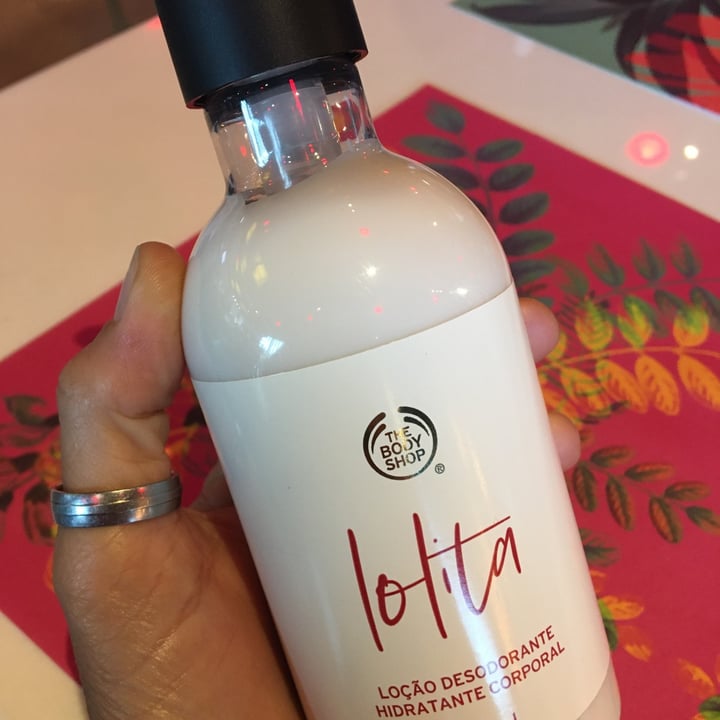 THE
BODY
SHOP
®
lolita
LOÇÃO DESODORANTE
HIDRATANTE CORPORAL